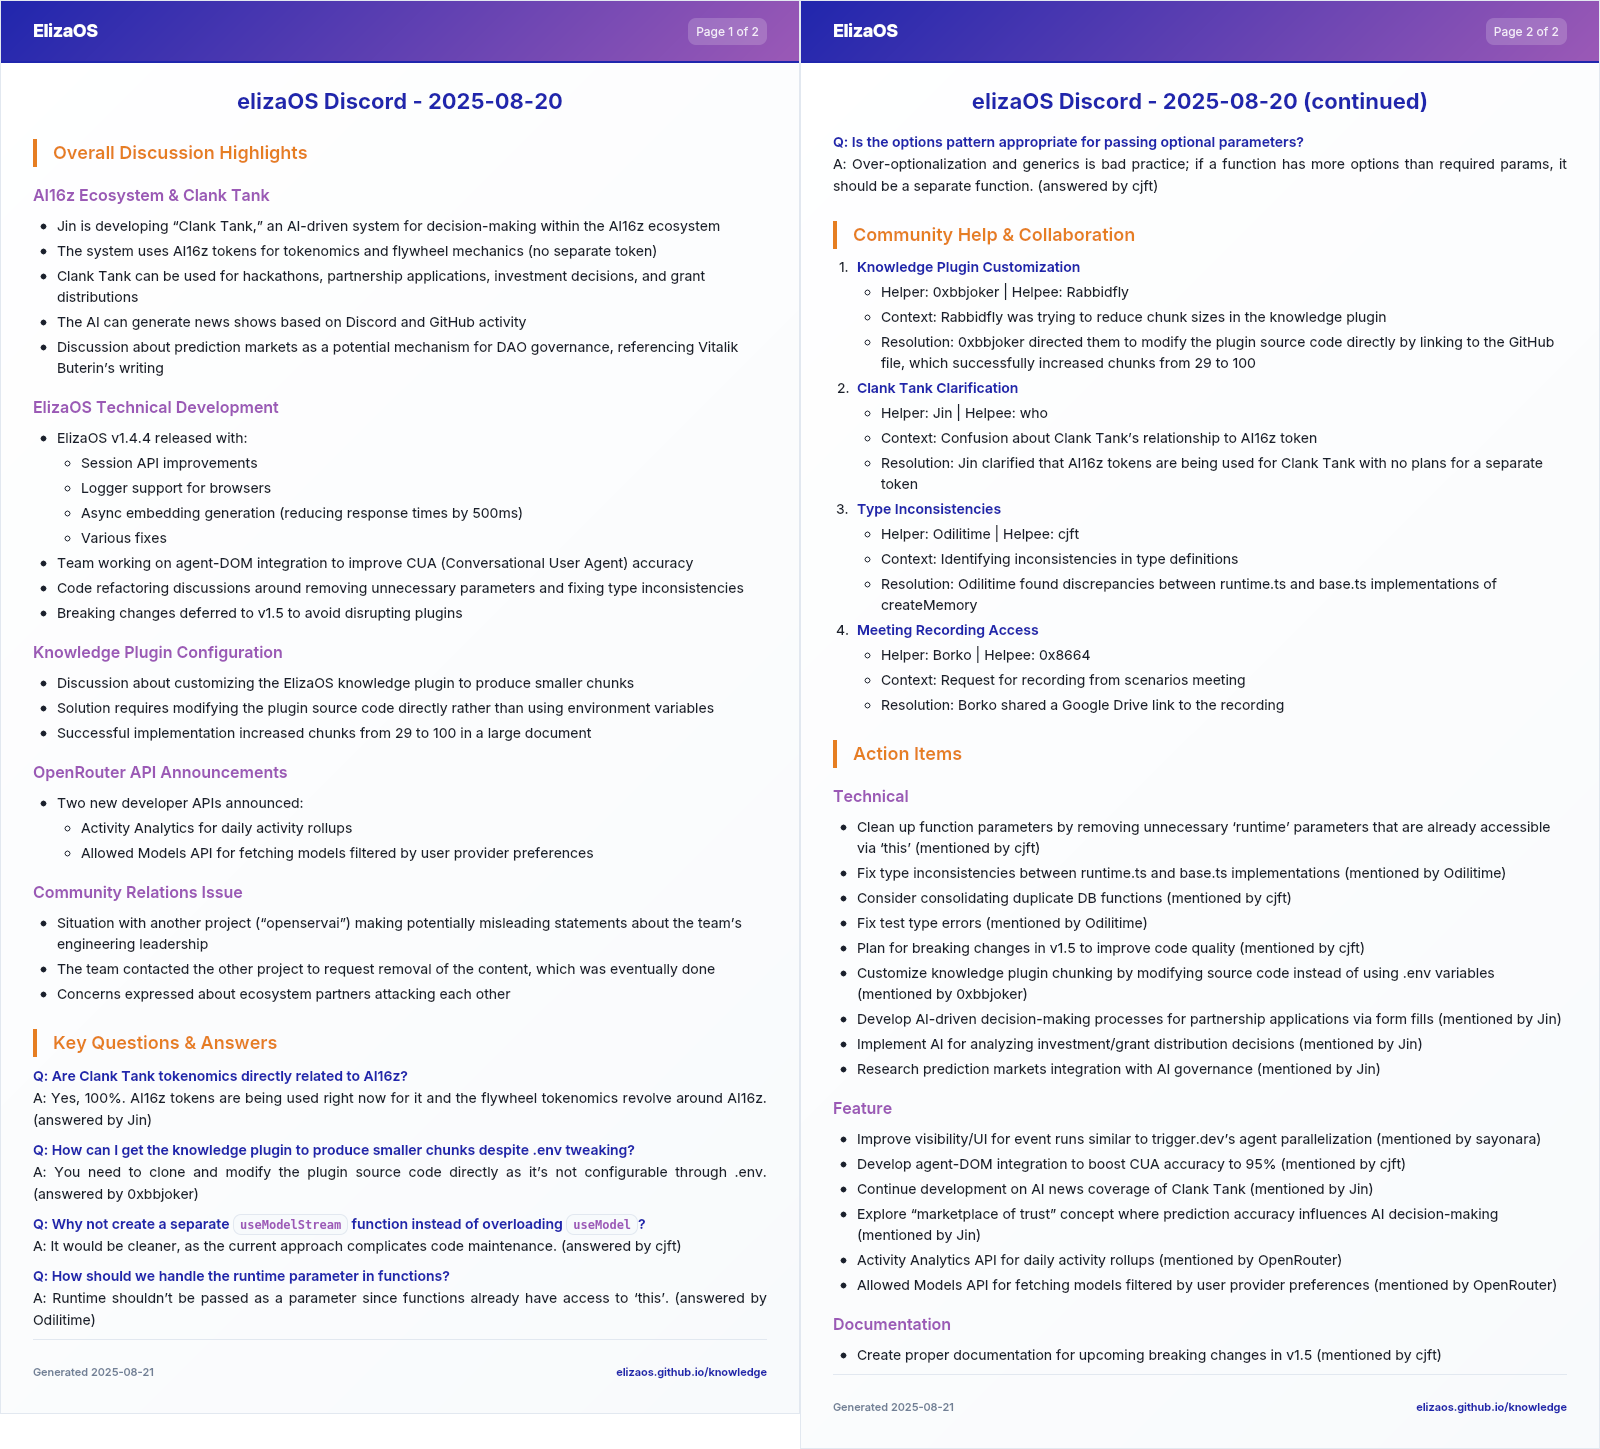 ElizaOS
Page 1 of 2
elizaOS Discord - 2025-08-20
Overall Discussion Highlights
AI16z Ecosystem & Clank Tank
• Jin is developing “Clank Tank,” an AI-driven system for decision-making within the AI16z ecosystem
• The system uses AI16z tokens for tokenomics and flywheel mechanics (no separate token)
• Clank Tank can be used for hackathons, partnership applications, investment decisions, and grant
distributions
• The AI can generate news shows based on Discord and GitHub activity
• Discussion about prediction markets as a potential mechanism for DAO governance, referencing Vitalik
Buterin’s writing
ElizaOS Technical Development
• ElizaOS v1.4.4 released with:
◦ Session API improvements
◦ Logger support for browsers
◦ Async embedding generation (reducing response times by 500ms)
◦ Various fixes
• Team working on agent-DOM integration to improve CUA (Conversational User Agent) accuracy
• Code refactoring discussions around removing unnecessary parameters and fixing type inconsistencies
• Breaking changes deferred to v1.5 to avoid disrupting plugins
Knowledge Plugin Configuration
• Discussion about customizing the ElizaOS knowledge plugin to produce smaller chunks
• Solution requires modifying the plugin source code directly rather than using environment variables
• Successful implementation increased chunks from 29 to 100 in a large document
OpenRouter API Announcements
• Two new developer APIs announced:
◦ Activity Analytics for daily activity rollups
◦ Allowed Models API for fetching models filtered by user provider preferences
Community Relations Issue
• Situation with another project (“openservai”) making potentially misleading statements about the team’s
engineering leadership
• The team contacted the other project to request removal of the content, which was eventually done
• Concerns expressed about ecosystem partners attacking each other
Key Questions & Answers
Q: Are Clank Tank tokenomics directly related to AI16z?
A: Yes, 100%. AI16z tokens are being used right now for it and the flywheel tokenomics revolve around AI16z.
(answered by Jin)
Q: How can I get the knowledge plugin to produce smaller chunks despite .env tweaking?
A: You need to clone and modify the plugin source code directly as it’s not configurable through .env.
(answered by 0xbbjoker)
Q: Why not create a separate useModelStream function instead of overloading useModel?
A: It would be cleaner, as the current approach complicates code maintenance. (answered by cjft)
Q: How should we handle the runtime parameter in functions?
A: Runtime shouldn’t be passed as a parameter since functions already have access to ‘this’. (answered by
Odilitime)
Generated 2025-08-21
elizaos.github.io/knowledge
ElizaOS
Page 2 of 2
elizaOS Discord - 2025-08-20 (continued)
Q: Is the options pattern appropriate for passing optional parameters?
A: Over-optionalization and generics is bad practice; if a function has more options than required params, it
should be a separate function. (answered by cjft)
Community Help & Collaboration
1. Knowledge Plugin Customization
◦ Helper: 0xbbjoker | Helpee: Rabbidfly
◦ Context: Rabbidfly was trying to reduce chunk sizes in the knowledge plugin
◦ Resolution: 0xbbjoker directed them to modify the plugin source code directly by linking to the GitHub
file, which successfully increased chunks from 29 to 100
2. Clank Tank Clarification
◦ Helper: Jin | Helpee: who
◦ Context: Confusion about Clank Tank’s relationship to AI16z token
◦ Resolution: Jin clarified that AI16z tokens are being used for Clank Tank with no plans for a separate
token
3. Type Inconsistencies
◦ Helper: Odilitime | Helpee: cjft
◦ Context: Identifying inconsistencies in type definitions
◦ Resolution: Odilitime found discrepancies between runtime.ts and base.ts implementations of
createMemory
4. Meeting Recording Access
◦ Helper: Borko | Helpee: 0x8664
◦ Context: Request for recording from scenarios meeting
◦ Resolution: Borko shared a Google Drive link to the recording
Action Items
Technical
• Clean up function parameters by removing unnecessary ‘runtime’ parameters that are already accessible
via ‘this’ (mentioned by cjft)
• Fix type inconsistencies between runtime.ts and base.ts implementations (mentioned by Odilitime)
• Consider consolidating duplicate DB functions (mentioned by cjft)
• Fix test type errors (mentioned by Odilitime)
• Plan for breaking changes in v1.5 to improve code quality (mentioned by cjft)
• Customize knowledge plugin chunking by modifying source code instead of using .env variables
(mentioned by 0xbbjoker)
• Develop AI-driven decision-making processes for partnership applications via form fills (mentioned by Jin)
• Implement AI for analyzing investment/grant distribution decisions (mentioned by Jin)
• Research prediction markets integration with AI governance (mentioned by Jin)
Feature
• Improve visibility/UI for event runs similar to trigger.dev’s agent parallelization (mentioned by sayonara)
• Develop agent-DOM integration to boost CUA accuracy to 95% (mentioned by cjft)
• Continue development on AI news coverage of Clank Tank (mentioned by Jin)
• Explore “marketplace of trust” concept where prediction accuracy influences AI decision-making
(mentioned by Jin)
• Activity Analytics API for daily activity rollups (mentioned by OpenRouter)
• Allowed Models API for fetching models filtered by user provider preferences (mentioned by OpenRouter)
Documentation
• Create proper documentation for upcoming breaking changes in v1.5 (mentioned by cjft)
Generated 2025-08-21
elizaos.github.io/knowledge